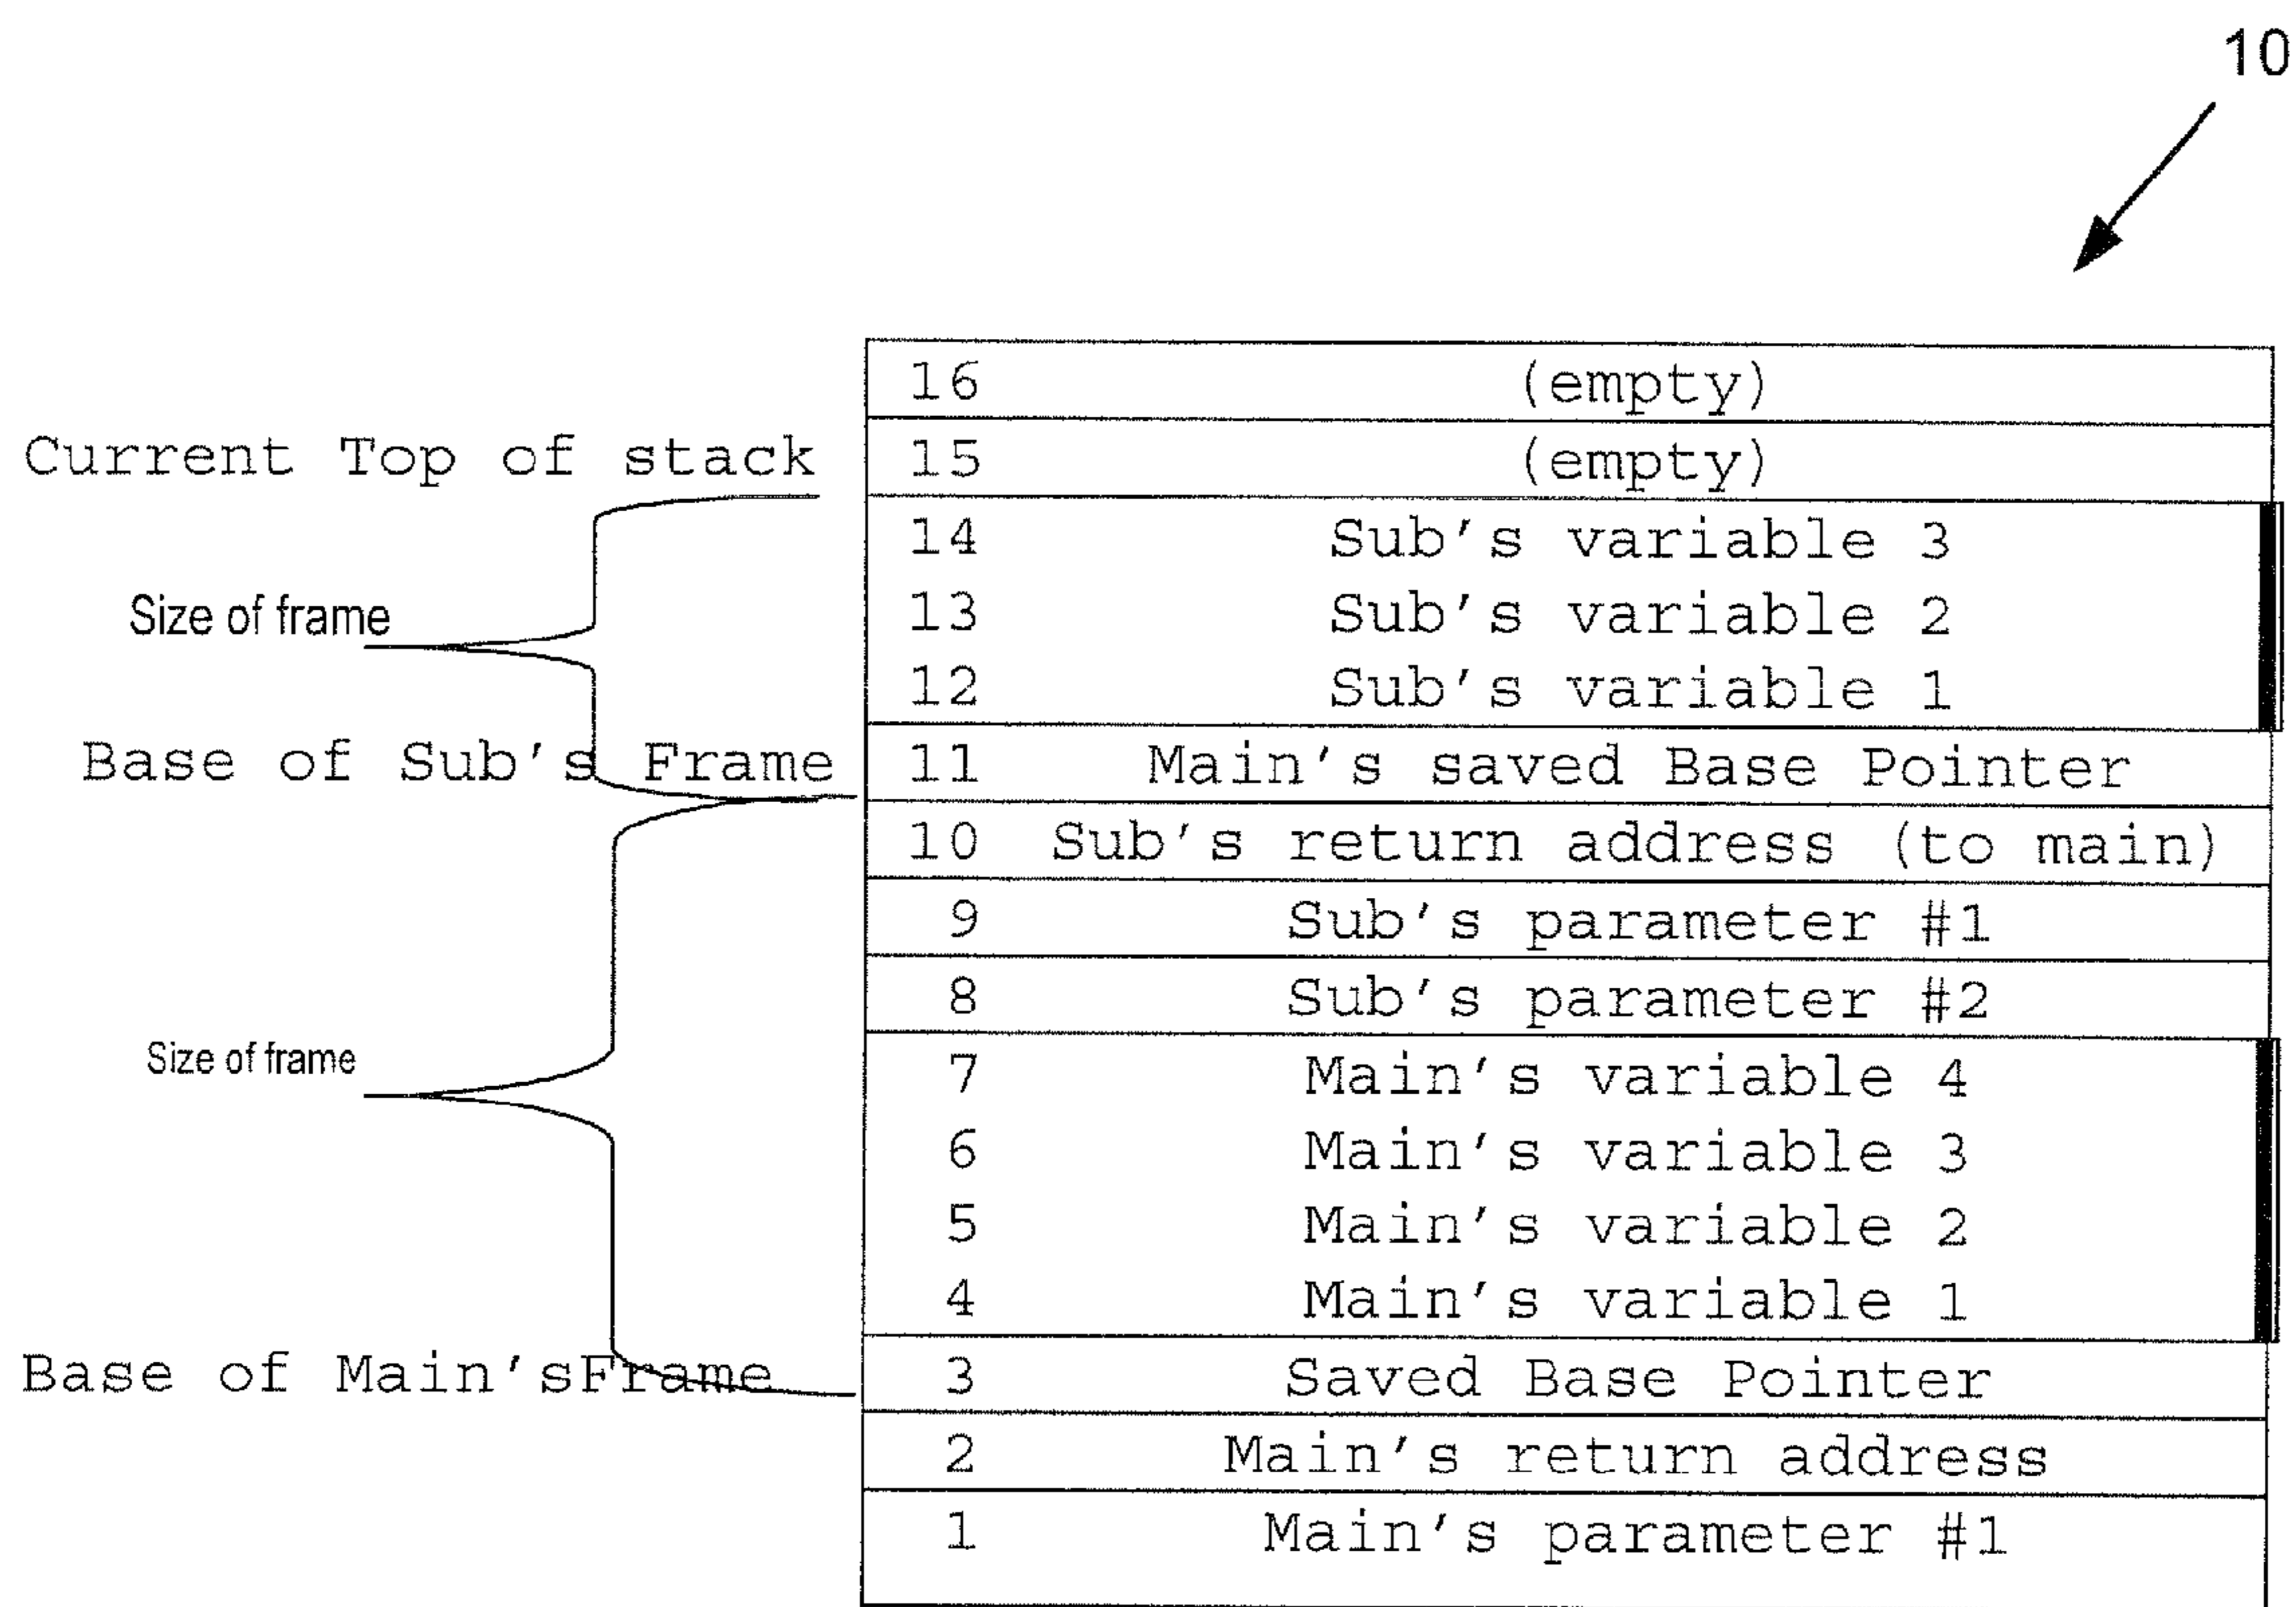 10
16 (empty)
Current Top of stack 15 (empty)
14 Sub's variable 3
Size of frame 13 Sub's variable 2
12 Sub's variable 1
Base of Sub's Frame 11 Main's saved Base Pointer
10 Sub's return address (to main)
9 Sub's parameter #1
8 Sub's parameter #2
Size of frame 7 Main's variable 4
6 Main's variable 3
5 Main's variable 2
4 Main's variable 1
Base of Main'sFrame 3 Saved Base Pointer
2 Main's return address
1 Main's parameter #1